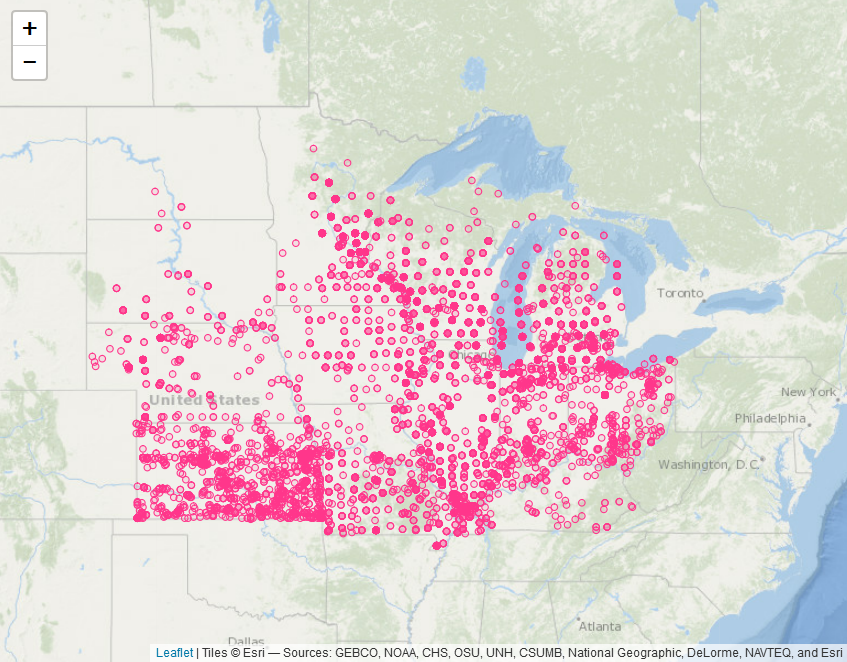 +
−
Toronto
Chicago
United States
New York
Philadelphia
Washington, D.C.
Atlanta
Dallas
Leaflet | Tiles © Esri — Sources: GEBCO, NOAA, CHS, OSU, UNH, CSUMB, National Geographic, DeLorme, NAVTEQ, and Esri